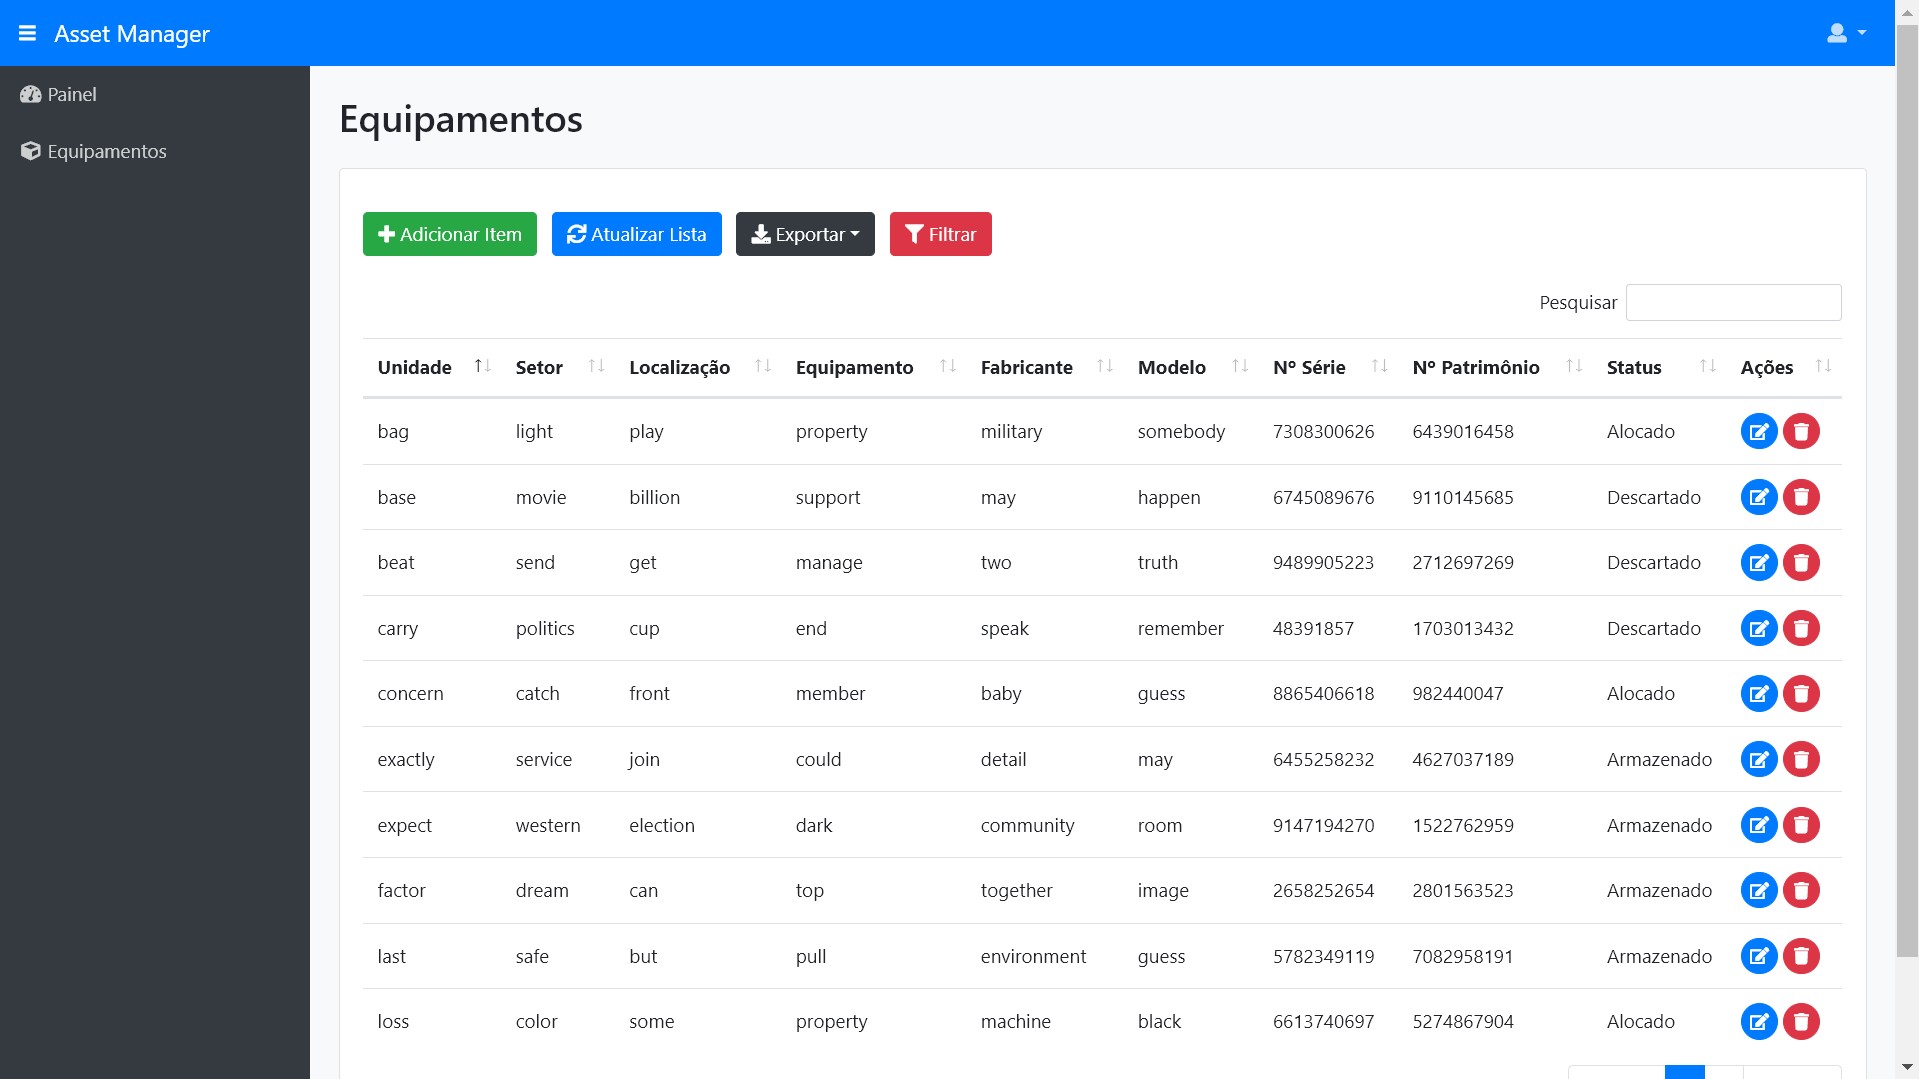 Asset Manager
Painel
Equipamentos
Equipamentos
Adicionar Item Atualizar Lista Exportar Filtrar
Pesquisar
Unidade Setor Localização Equipamento Fabricante Modelo Nº Série Nº Patrimônio Status Ações
bag light play property military somebody 7308300626 6439016458 Alocado
base movie billion support may happen 6745089676 9110145685 Descartado
beat send get manage two truth 9489905223 2712697269 Descartado
carry politics cup end speak remember 48391857 1703013432 Descartado
concern catch front member baby guess 8865406618 982440047 Alocado
exactly service join could detail may 6455258232 4627037189 Armazenado
expect western election dark community room 9147194270 1522762959 Armazenado
factor dream can top together image 2658252654 2801563523 Armazenado
last safe but pull environment guess 5782349119 7082958191 Armazenado
loss color some property machine black 6613740697 5274867904 Alocado